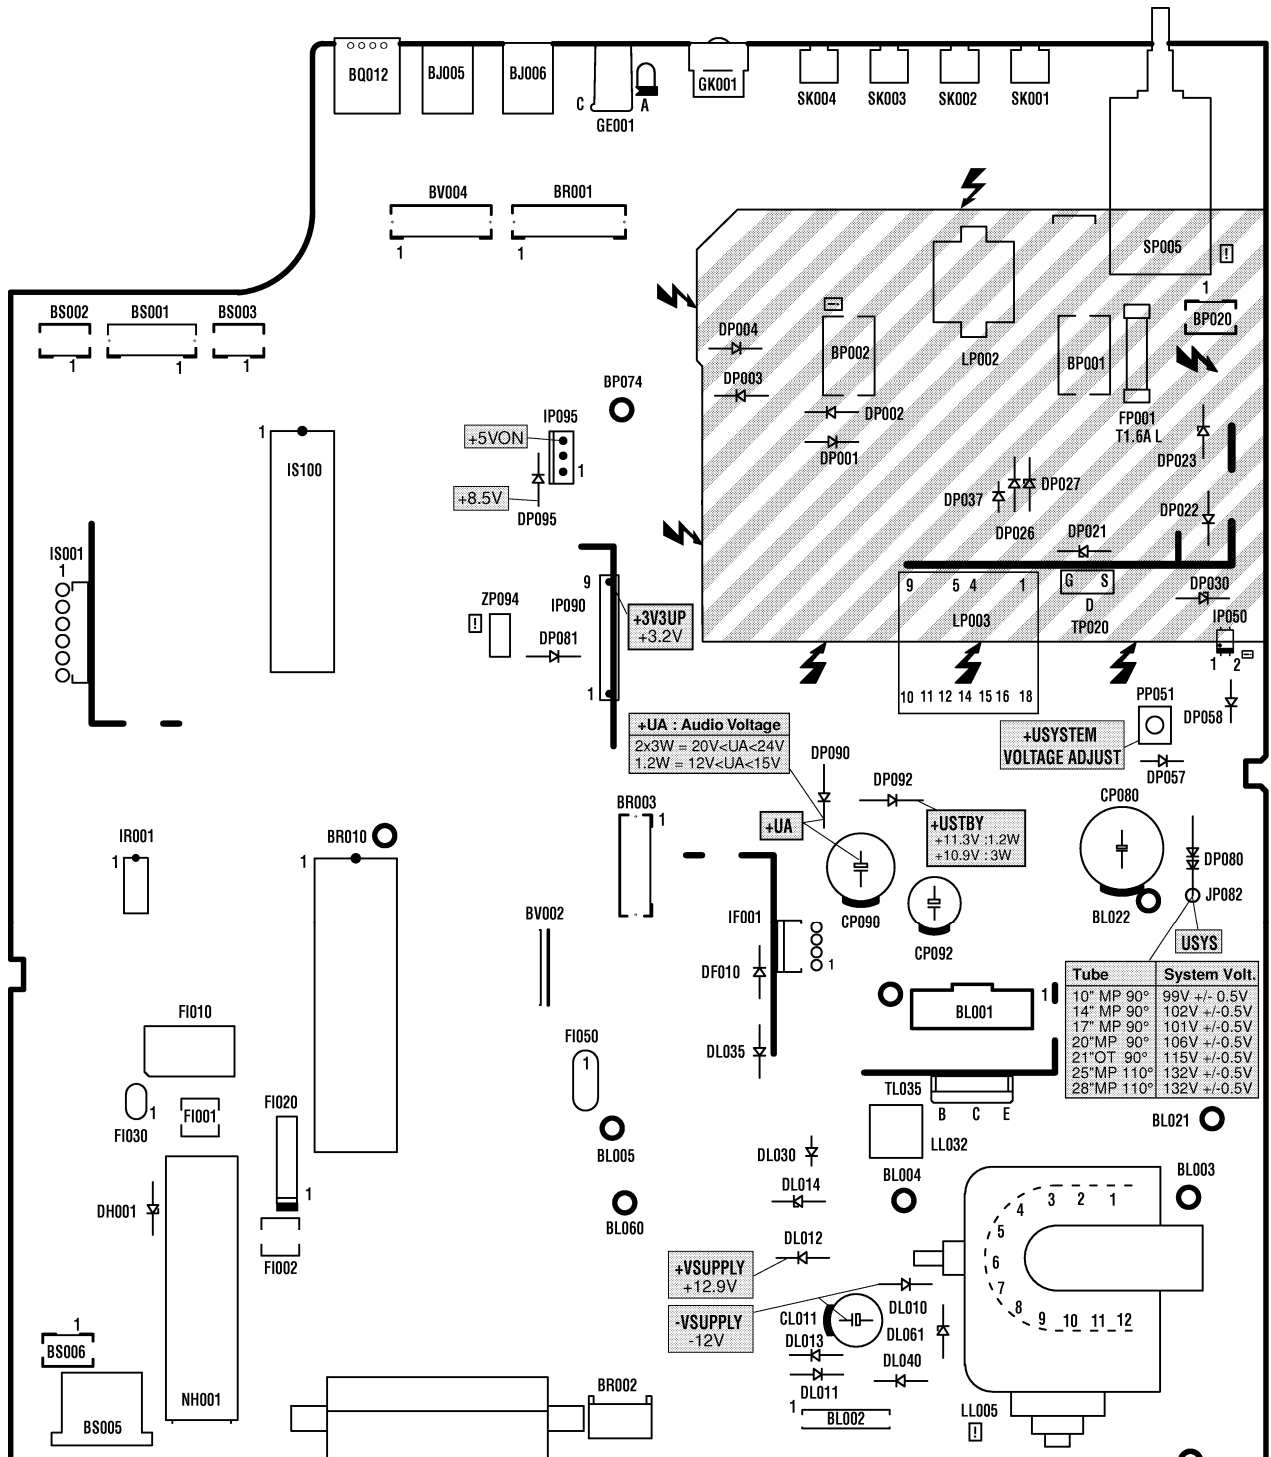 BQ012
BJ005
BJ006
C
A
GE001
GK001
SK004
SK003
SK002
SK001
BV004
1
BR001
1
SP005
!
BS002
1
BS001
1
BS003
1
1
BP020
DP004
DP003
!
BP002
LP002
BP001
FP001
T1.6A L
DP002
DP001
DP023
BP074
IP095
+5VON
1
+8.5V
DP095
1
IS100
DP037
DP027
DP026
DP022
DP021
IS001
1
9
IP090
1
+3V3UP
+3.2V
ZP094
!
DP081
9 5 4 1
LP003
10 11 12 14 15 16 18
G S
D
TP020
DP030
IP050
1 2
!
PP051
DP058
+USYSTEM
VOLTAGE ADJUST
DP057
+UA : Audio Voltage
2x3W = 20V<UA<24V
1.2W = 12V<UA<15V
DP090
DP092
+UA
+USTBY
+11.3V :1.2W
+10.9V : 3W
CP080
DP080
JP082
BL022
USYS
CP090
CP092
BR003
1
IR001
1
BR010
1
BV002
IF001
1
DF010
DL035
BL001
1
Tube System Volt.
10" MP 90° 99V +/- 0.5V
14" MP 90° 102V +/-0.5V
17" MP 90° 101V +/-0.5V
20"MP 90° 106V +/-0.5V
21"OT 90° 115V +/-0.5V
25"MP 110° 132V +/-0.5V
28"MP 110° 132V +/-0.5V
FI010
FI050
1
FI030
1
FI001
FI020
1
FI002
DH001
NH001
TL035
B C E
LL032
BL021
BL005
BL060
DL030
DL014
DL012
BL004
BL003
+VSUPPLY
+12.9V
-VSUPPLY
-12V
DL010
CL011
DL061
DL013
DL040
DL011
1
BL002
1
2
3
4
5
6
7
8
9
10
11
12
LL005
!
1
BS006
BS005
BR002